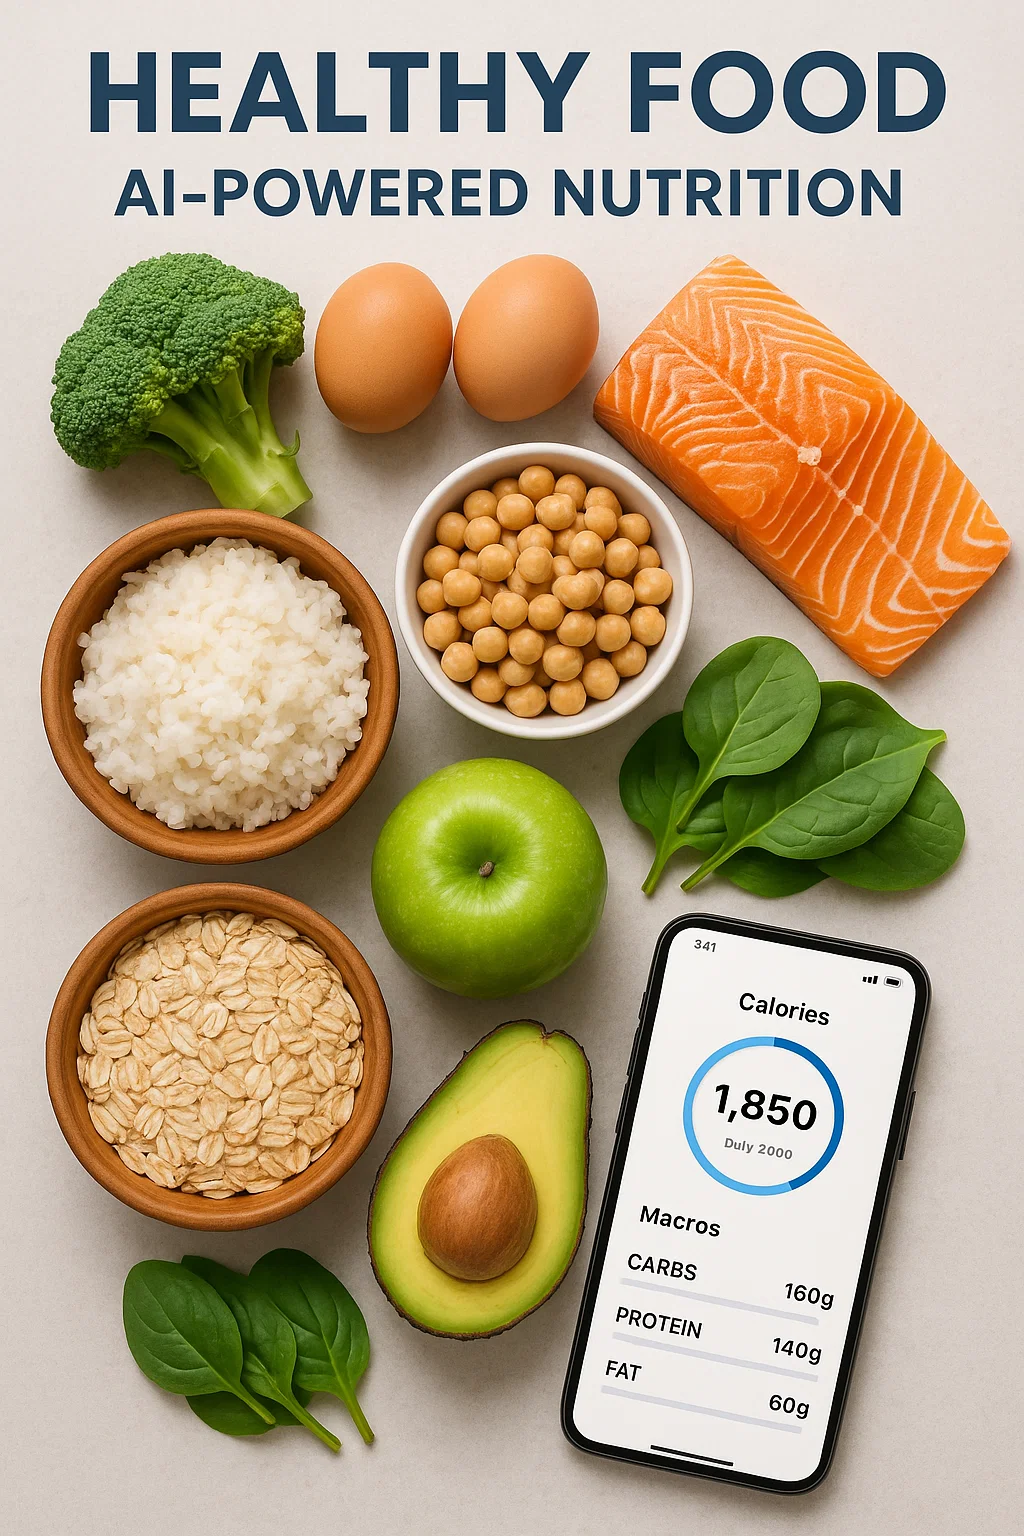 HEALTHY FOOD
AI-POWERED NUTRITION
341
Calories
1,850
Duly 2000
Macros
CARBS
160g
PROTEIN
140g
FAT
60g